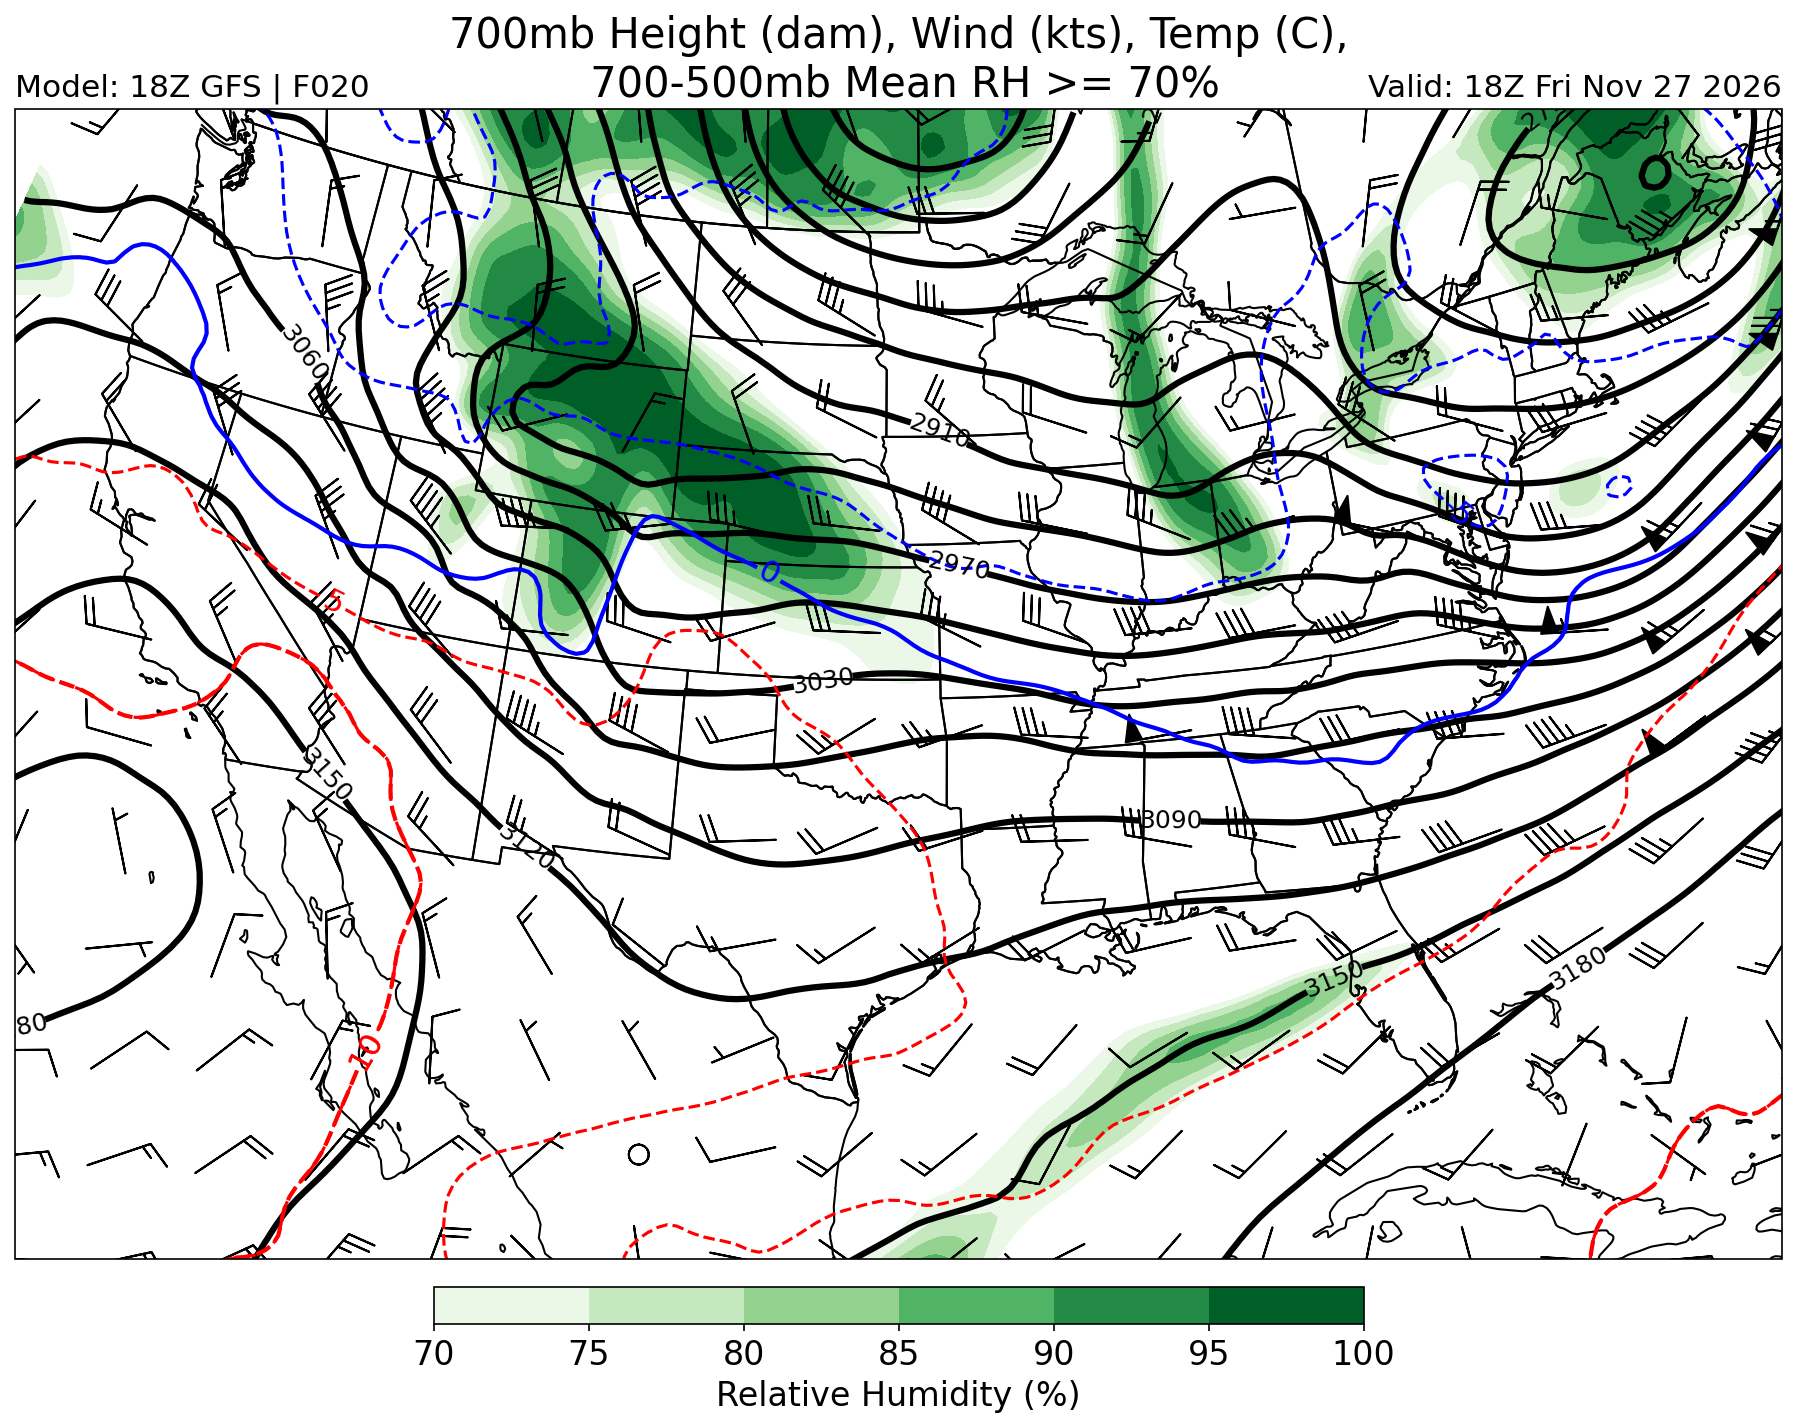 700mb Height (dam), Wind (kts), Temp (C),
Model: 18Z GFS | F020
700-500mb Mean RH >= 70%
Valid: 18Z Fri Nov 27 2026
3060
2910
2970
0
5
3030
3150
3120
3090
3150
3180
80
10
70 75 80 85 90 95 100
Relative Humidity (%)